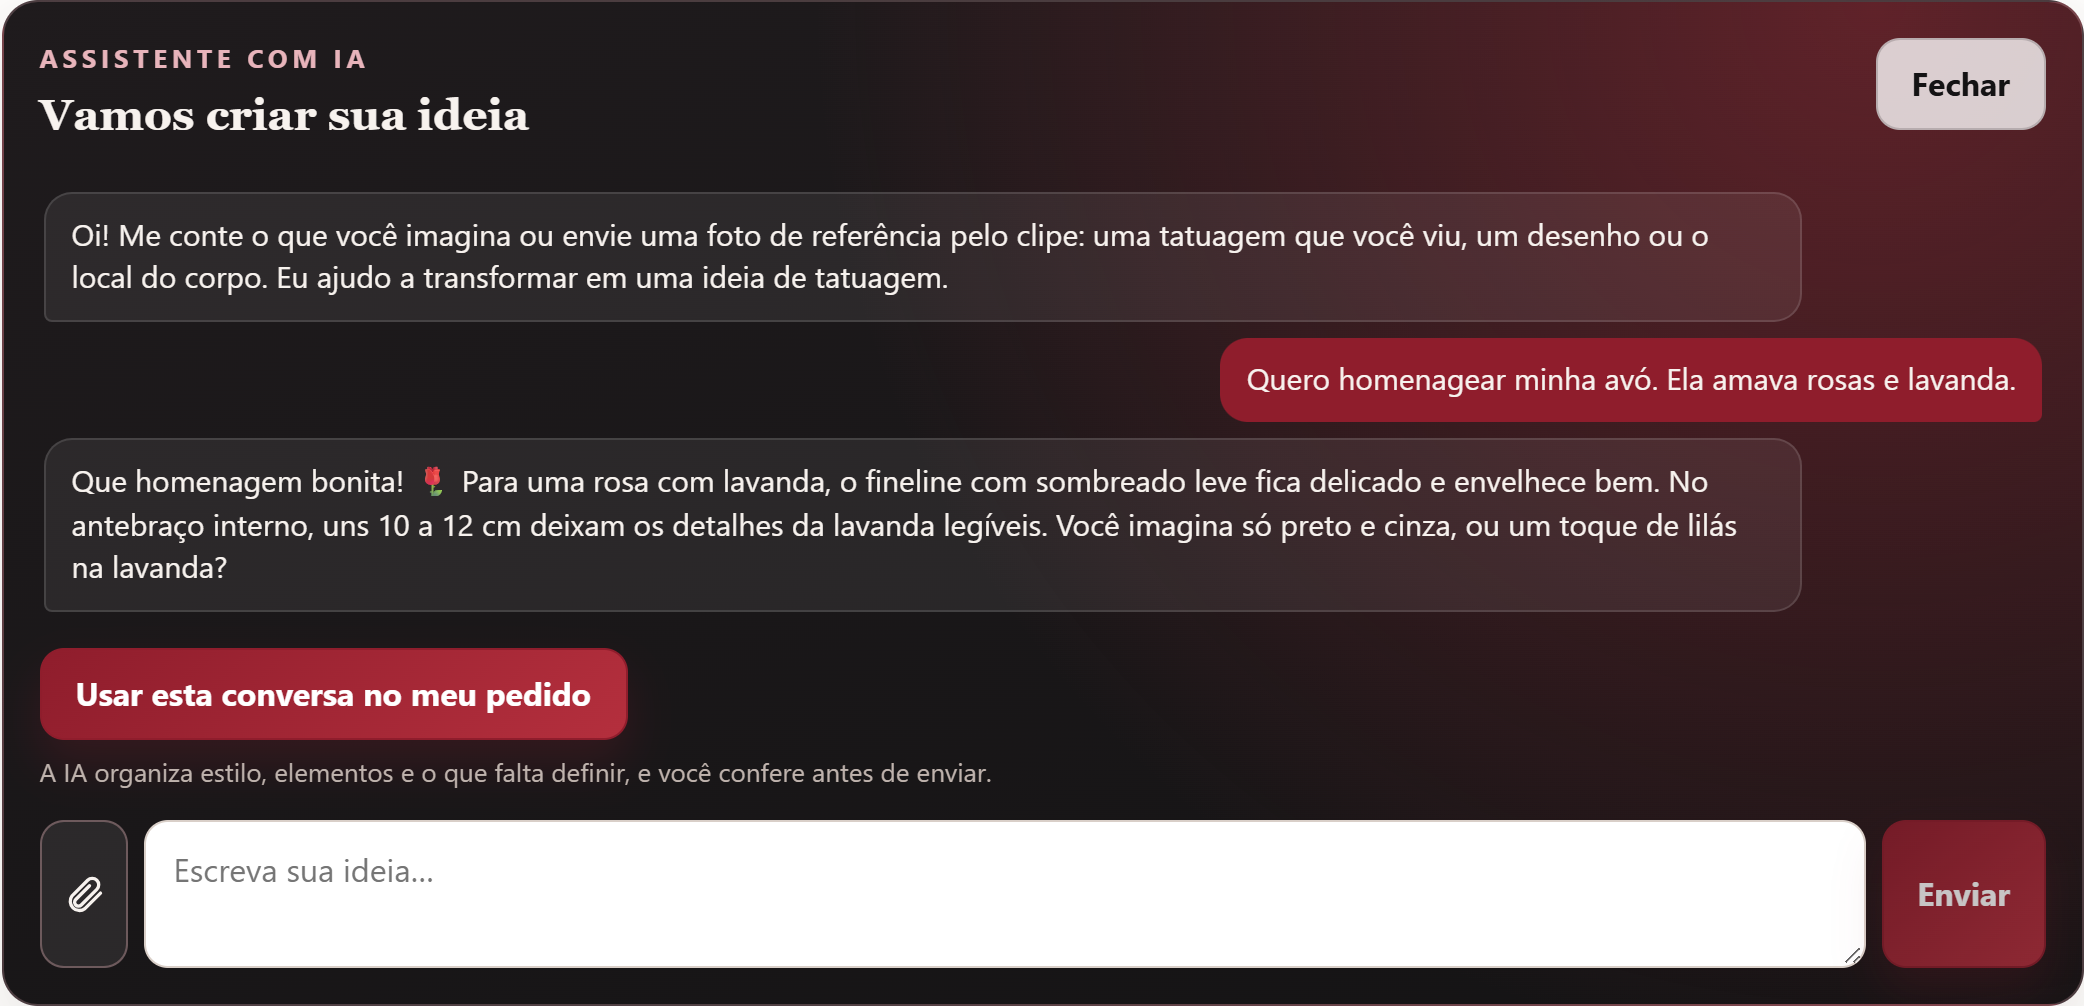 ASSISTENTE COM IA
Vamos criar sua ideia
Fechar
Oi! Me conte o que você imagina ou envie uma foto de referência pelo clipe: uma tatuagem que você viu, um desenho ou o
local do corpo. Eu ajudo a transformar em uma ideia de tatuagem.
Quero homenagear minha avó. Ela amava rosas e lavanda.
Que homenagem bonita! 🌹 Para uma rosa com lavanda, o fineline com sombreado leve fica delicado e envelhece bem. No
antebraço interno, uns 10 a 12 cm deixam os detalhes da lavanda legíveis. Você imagina só preto e cinza, ou um toque de lilás
na lavanda?
Usar esta conversa no meu pedido
A IA organiza estilo, elementos e o que falta definir, e você confere antes de enviar.
Escreva sua ideia...
Enviar